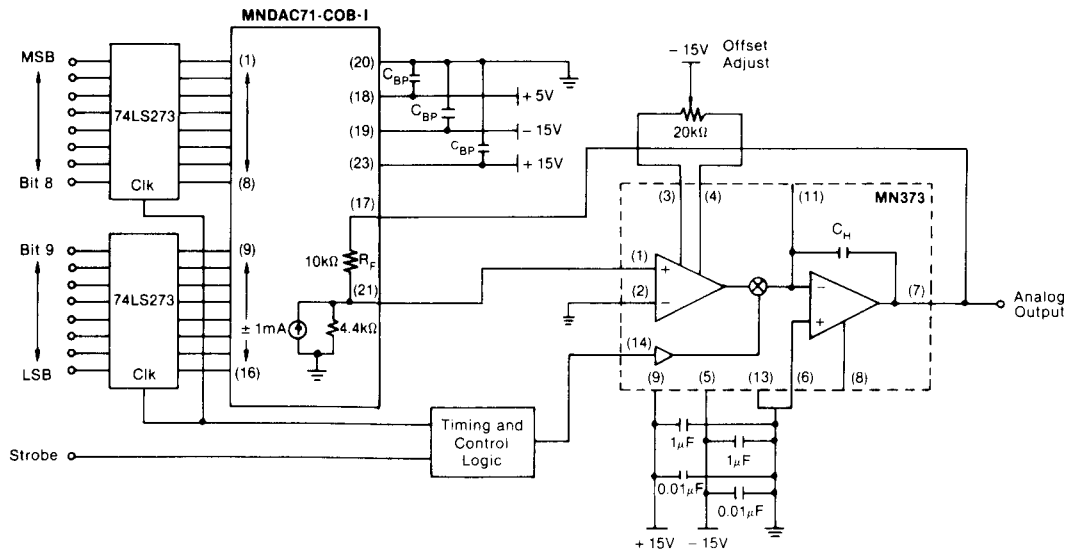 MNDAC71-COB-I
MSB
74LS273
Clk
Bit 8
(1)
(8)
(20)
(18)
(19)
(23)
(17)
C_BP
C_BP
C_BP
+ 5V
- 15V
+ 15V
- 15V
Offset
Adjust
20kΩ
Bit 9
74LS273
Clk
LSB
(9)
(16)
10kΩ
R_F
(21)
± 1mA
4.4kΩ
(3)
(4)
(11)
MN373
C_H
(1)
+
(2)
−
(14)
−
+
(7)
Analog
Output
(9)
(5)
(13)
(6)
(8)
Strobe
Timing and
Control
Logic
1μF
1μF
0.01μF
0.01μF
+ 15V
- 15V